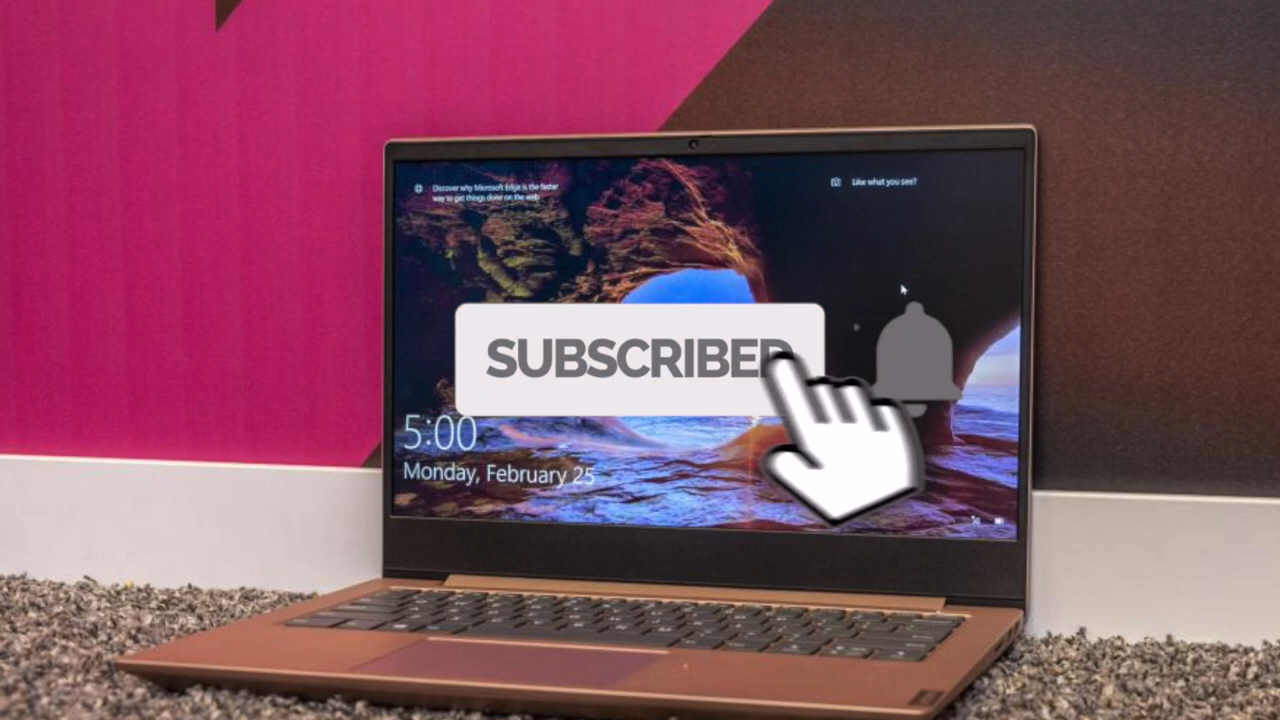 Discover why Microsoft Edge is the faster
way to get things done on the web
Like what you see?
SUBSCRIBED
5:00
Monday, February 25